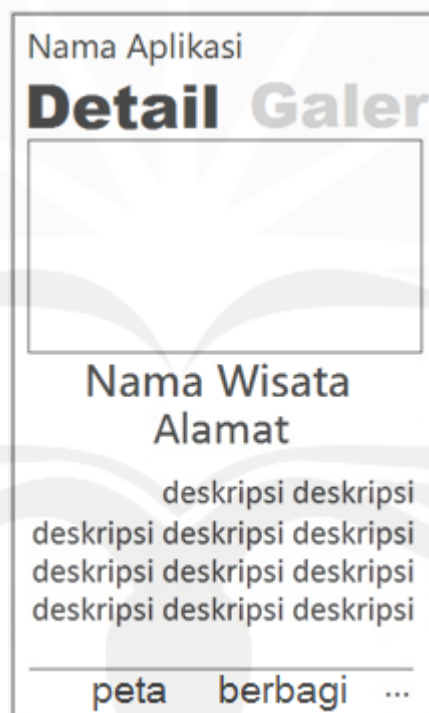 Nama Aplikasi
Detail Galer
Nama Wisata
Alamat
deskripsi deskripsi
deskripsi deskripsi deskripsi
deskripsi deskripsi deskripsi
deskripsi deskripsi deskripsi
peta berbagi ...